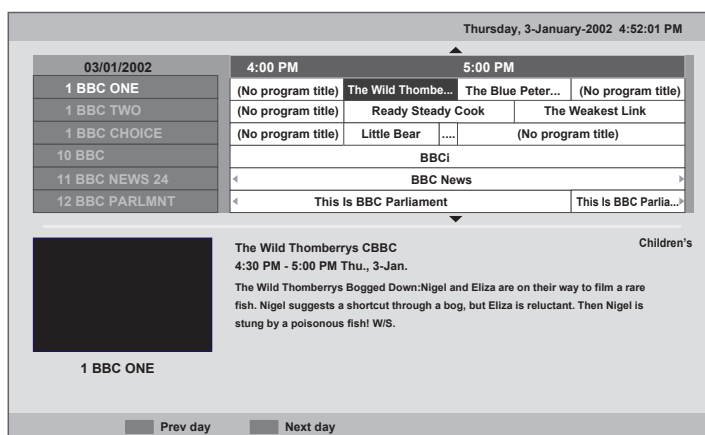 Thursday, 3-January-2002 4:52:01 PM
03/01/2002 4:00 PM 5:00 PM
1 BBC ONE (No program title) The Wild Thombe... The Blue Peter... (No program title)
1 BBC TWO (No program title) Ready Steady Cook The Weakest Link
1 BBC CHOICE (No program title) Little Bear .... (No program title)
10 BBC BBCi
11 BBC NEWS 24 BBC News
12 BBC PARLMNT This Is BBC Parliament This Is BBC Parlia...
The Wild Thomberrys CBBC Children's
4:30 PM - 5:00 PM Thu., 3-Jan.
The Wild Thomberrys Bogged Down:Nigel and Eliza are on their way to film a rare
fish. Nigel suggests a shortcut through a bog, but Eliza is reluctant. Then Nigel is
stung by a poisonous fish! W/S.
1 BBC ONE
Prev day Next day